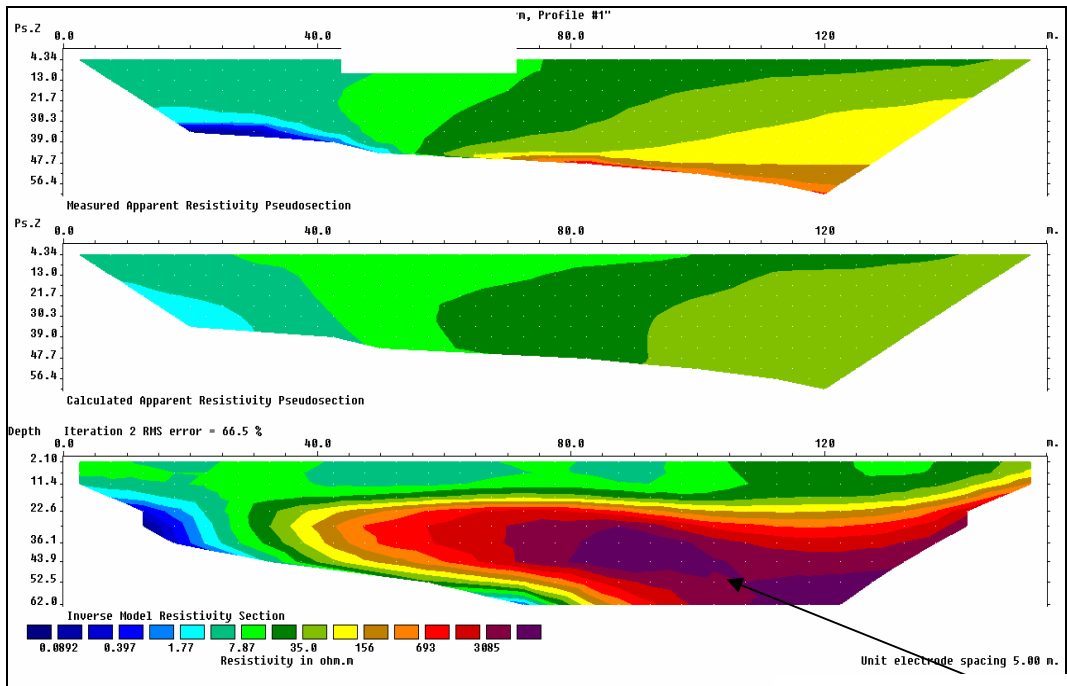 m, Profile #1"
Ps.Z 0.0 40.0 80.0 120 m.
4.34
13.0
21.7
30.3
39.0
47.7
56.4
Measured Apparent Resistivity Pseudosection
Ps.Z 0.0 40.0 80.0 120 m.
4.34
13.0
21.7
30.3
39.0
47.7
56.4
Calculated Apparent Resistivity Pseudosection
Depth Iteration 2 RMS error = 66.5 %
0.0 40.0 80.0 120 m.
2.10
11.4
22.6
36.1
43.9
52.5
62.0
Inverse Model Resistivity Section
0.0892 0.397 1.77 7.87 35.0 156 693 3085
Resistivity in ohm.m
Unit electrode spacing 5.00 m.